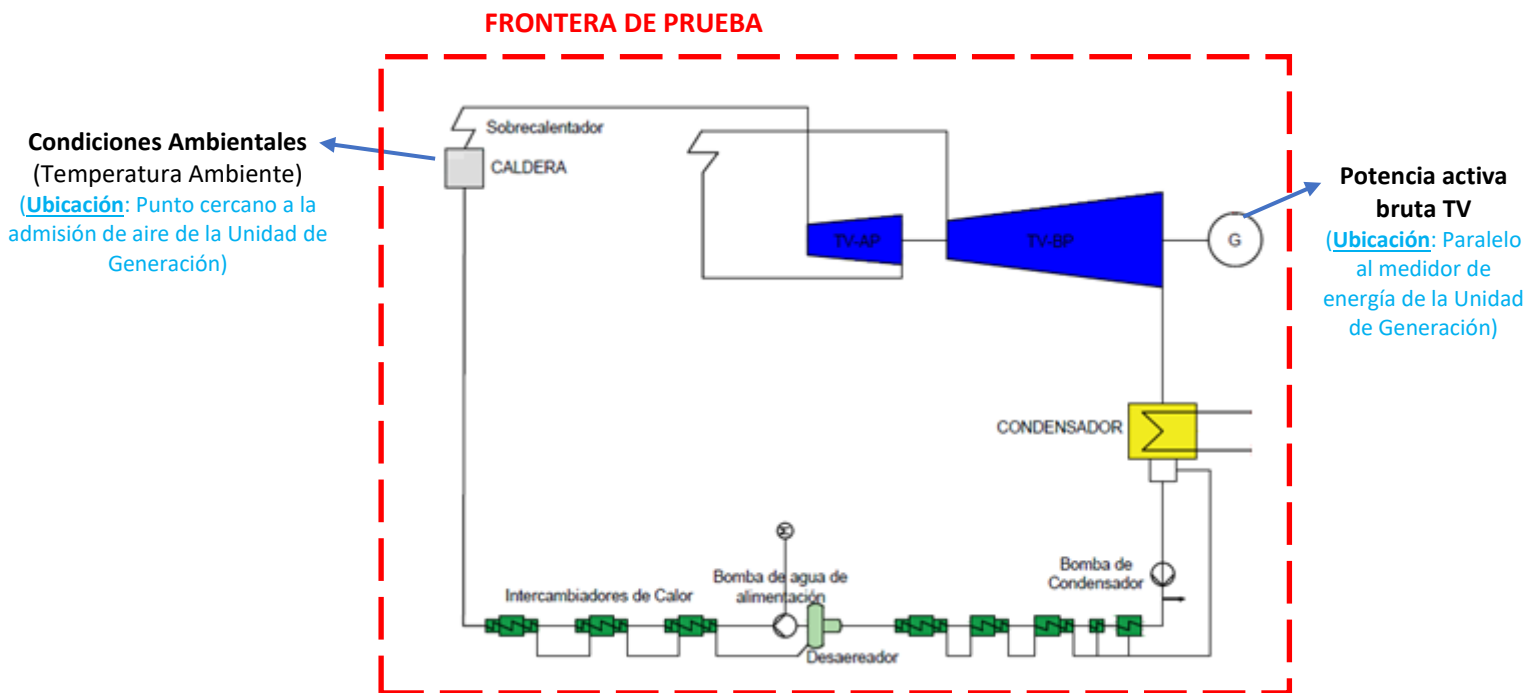 FRONTERA DE PRUEBA
Condiciones Ambientales
(Temperatura Ambiente)
(Ubicación: Punto cercano a la
admisión de aire de la Unidad de
Generación)
Sobrecalentador
CALDERA
TV-AP
TV-BP
G
Potencia activa
bruta TV
(Ubicación: Paralelo
al medidor de
energía de la Unidad
de Generación)
CONDENSADOR
Bomba de
Condensador
M
Bomba de agua de
alimentación
Intercambiadores de Calor
Desaereador